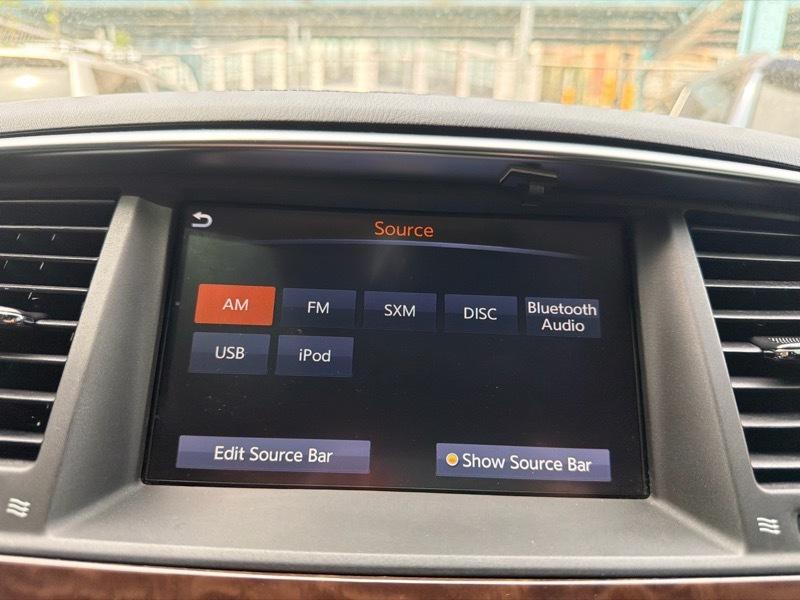 Source
AM
FM
SXM
DISC
Bluetooth
Audio
USB
iPod
Edit Source Bar
Show Source Bar